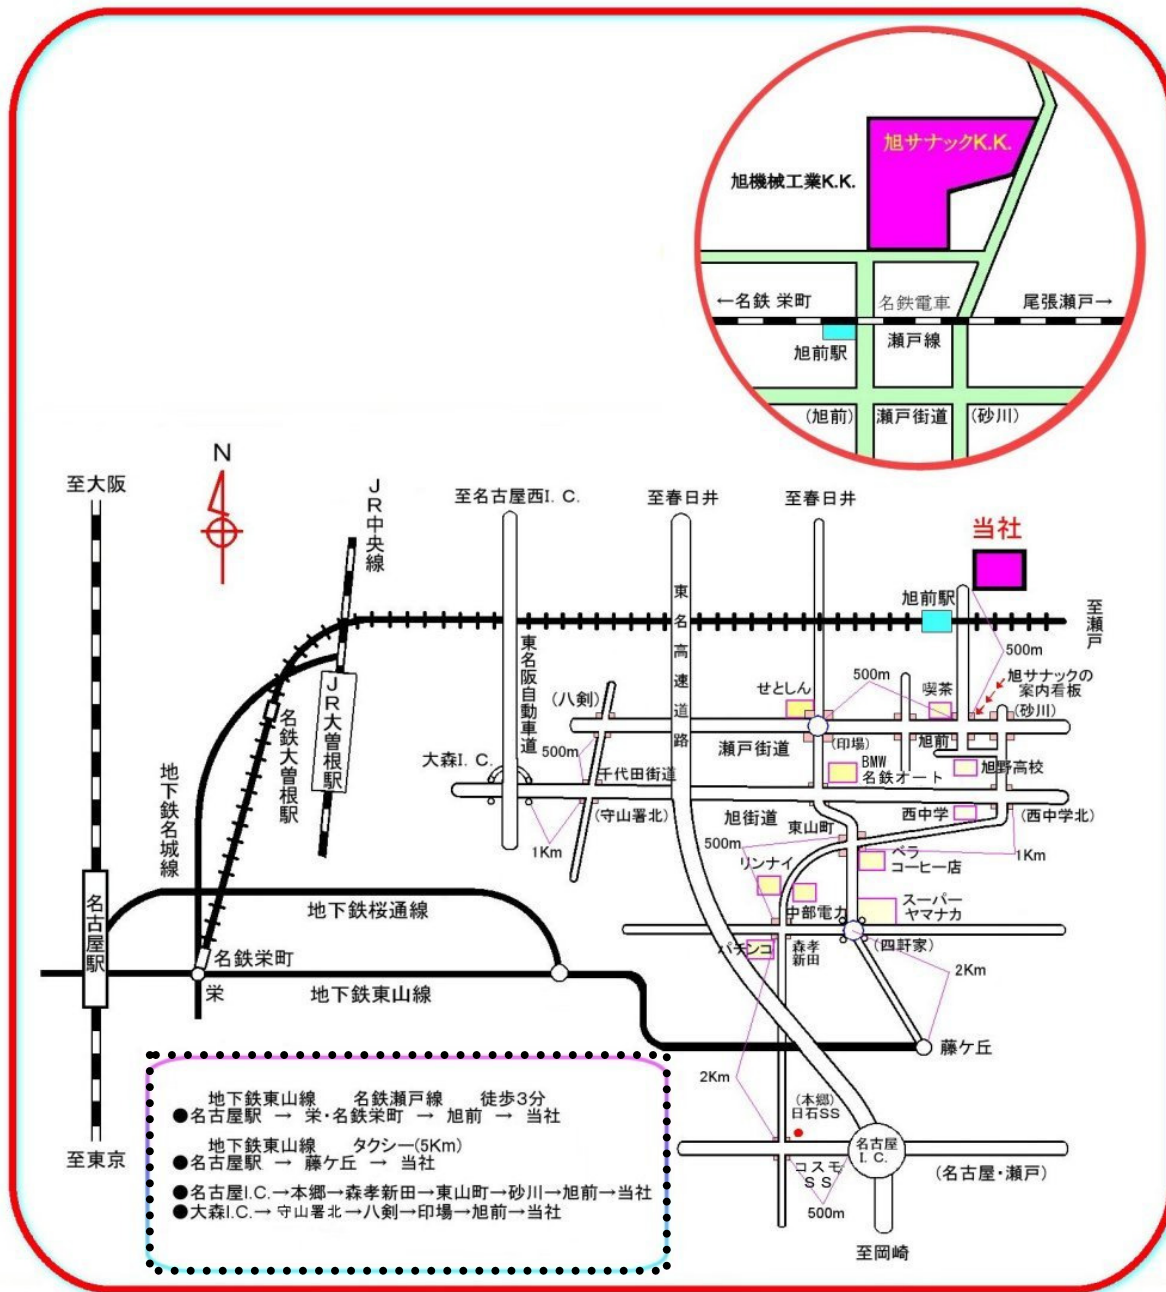 旭サナックK.K.
旭機械工業K.K.
←名鉄 栄町
名鉄電車
尾張瀬戸→
旭前駅
瀬戸線
(旭前)
瀬戸街道
(砂川)
N
至大阪
JR中央線
至名古屋西I. C.
至春日井
至春日井
当社
旭前駅
至瀬戸
東名高速道路
東名阪自動車道
500m
せとしん
500m
喫茶
旭サナックの
案内看板
(八剣)
(砂川)
JR大曽根駅
名鉄大曽根駅
瀬戸街道
(印場)
旭前
500m
大森I. C.
千代田街道
BMW
名鉄オート
旭野高校
地下鉄名城線
(守山署北)
旭街道
東山町
西中学
(西中学北)
1Km
500m
リンナイ
ベラ
コーヒー店
1Km
名古屋駅
地下鉄桜通線
中部電力
スーパー
ヤマナカ
名鉄栄町
パチンコ
森孝
新田
(四軒家)
2Km
栄
地下鉄東山線
藤ケ丘
2Km
(本郷)
日石SS
至東京
名古屋
I. C.
コスモ
SS
(名古屋・瀬戸)
500m
至岡崎
地下鉄東山線 名鉄瀬戸線 徒歩3分
●名古屋駅 → 栄・名鉄栄町 → 旭前 → 当社
地下鉄東山線 タクシー(5Km)
●名古屋駅 → 藤ケ丘 → 当社
●名古屋I.C.→本郷→森孝新田→東山町→砂川→旭前→当社
●大森I.C.→守山署北→八剣→印場→旭前→当社